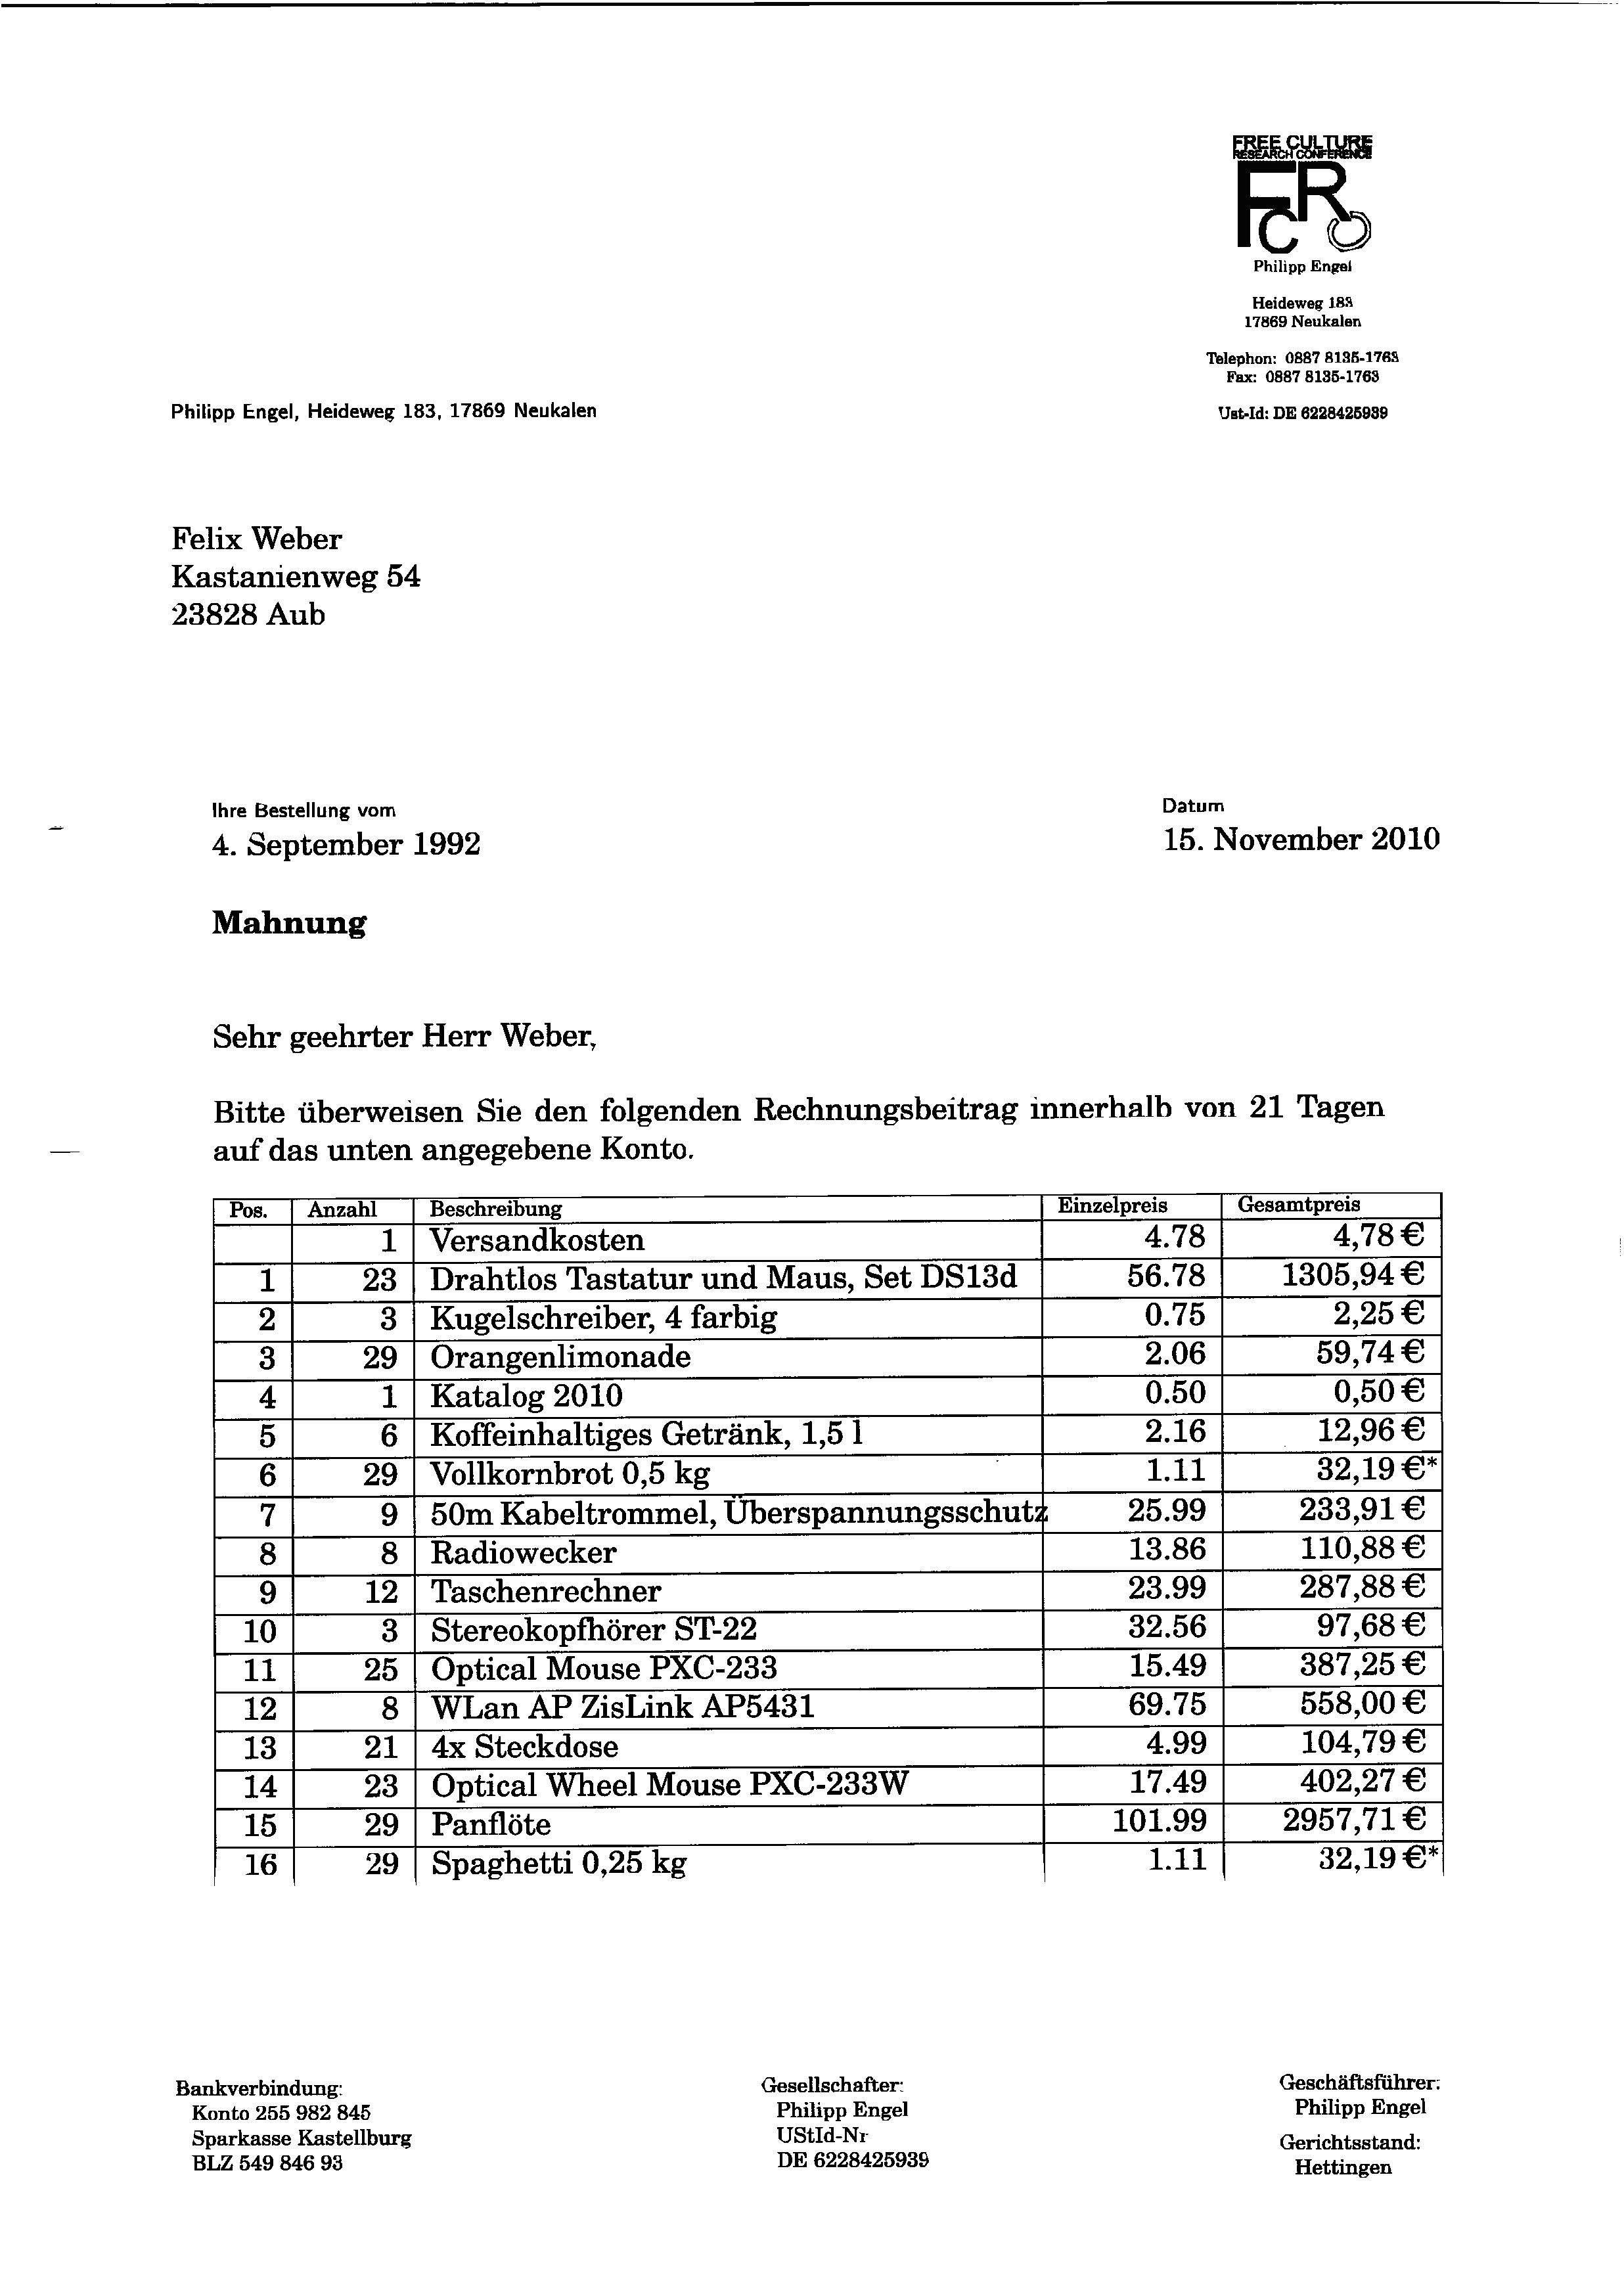 FREE CULTURE
RESEARCH CONFERENCE
FCRC
Philipp Engel
Heideweg 183
17869 Neukalen
Telephon: 0887 8135-1763
Fax: 0887 8135-1763
Ust-Id: DE 6228425939
Philipp Engel, Heideweg 183, 17869 Neukalen
Felix Weber
Kastanienweg 54
23828 Aub
Ihre Bestellung vom
4. September 1992
Datum
15. November 2010
Mahnung
Sehr geehrter Herr Weber,
Bitte überweisen Sie den folgenden Rechnungsbeitrag innerhalb von 21 Tagen
auf das unten angegebene Konto.
Pos. Anzahl Beschreibung Einzelpreis Gesamtpreis
1 Versandkosten 4.78 4,78 €
1 23 Drahtlos Tastatur und Maus, Set DS13d 56.78 1305,94 €
2 3 Kugelschreiber, 4 farbig 0.75 2,25 €
3 29 Orangenlimonade 2.06 59,74 €
4 1 Katalog 2010 0.50 0,50 €
5 6 Koffeinhaltiges Getränk, 1,5 l 2.16 12,96 €
6 29 Vollkornbrot 0,5 kg 1.11 32,19 €*
7 9 50m Kabeltrommel, Überspannungsschutz 25.99 233,91 €
8 8 Radiowecker 13.86 110,88 €
9 12 Taschenrechner 23.99 287,88 €
10 3 Stereokopfhörer ST-22 32.56 97,68 €
11 25 Optical Mouse PXC-233 15.49 387,25 €
12 8 WLan AP ZisLink AP5431 69.75 558,00 €
13 21 4x Steckdose 4.99 104,79 €
14 23 Optical Wheel Mouse PXC-233W 17.49 402,27 €
15 29 Panflöte 101.99 2957,71 €
16 29 Spaghetti 0,25 kg 1.11 32,19 €*
Bankverbindung:
Konto 255 982 845
Sparkasse Kastellburg
BLZ 549 846 93
Gesellschafter:
Philipp Engel
UStId-Nr
DE 6228425939
Geschäftsführer:
Philipp Engel
Gerichtsstand:
Hettingen